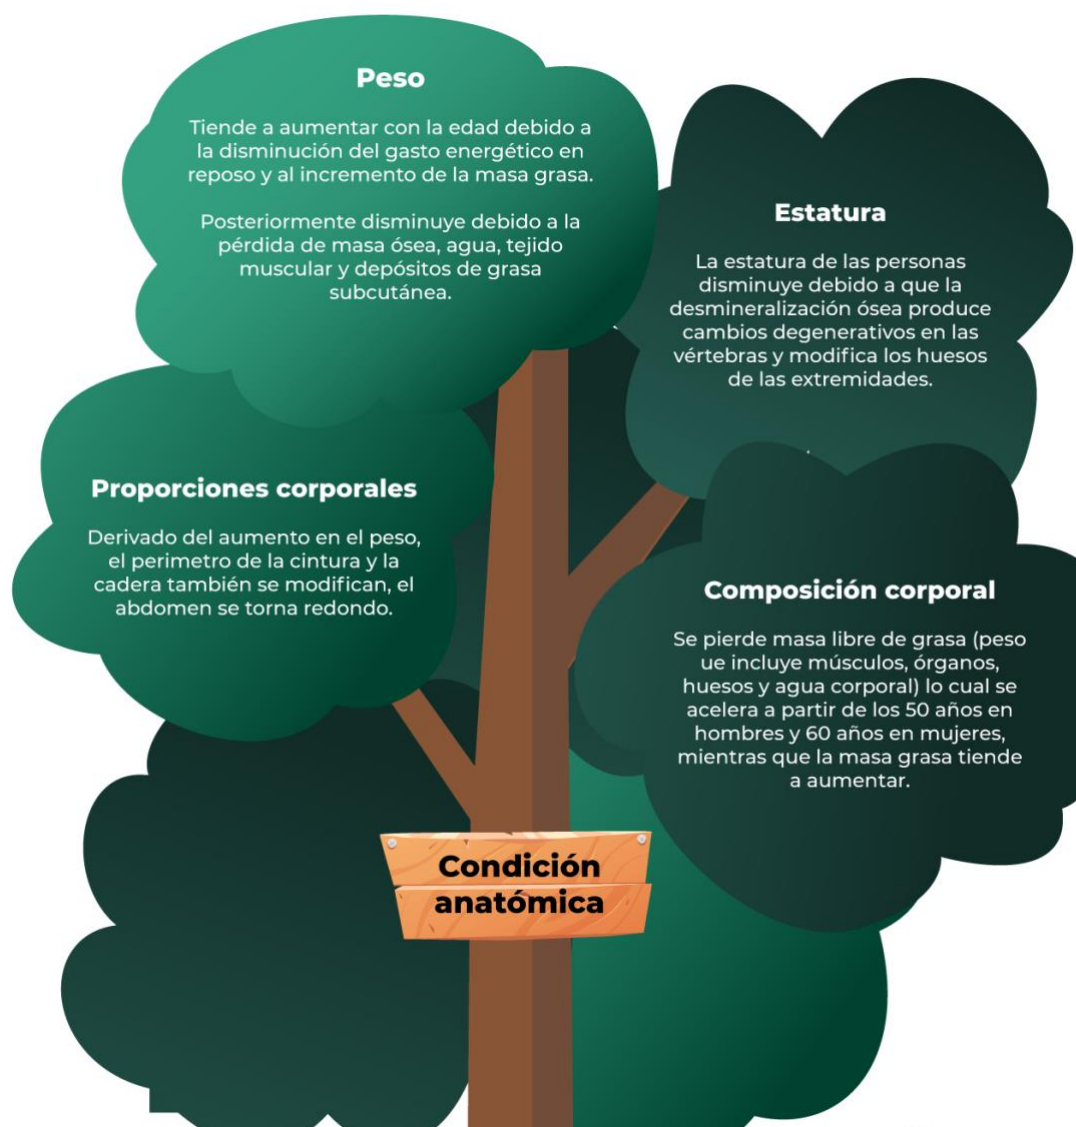 Peso
Tiende a aumentar con la edad debido a
la disminución del gasto energético en
reposo y al incremento de la masa grasa.
Posteriormente disminuye debido a la
pérdida de masa ósea, agua, tejido
muscular y depósitos de grasa
subcutánea.
Estatura
La estatura de las personas
disminuye debido a que la
desmineralización ósea produce
cambios degenerativos en las
vértebras y modifica los huesos
de las extremidades.
Proporciones corporales
Derivado del aumento en el peso,
el perimetro de la cintura y la
cadera también se modifican, el
abdomen se torna redondo.
Composición corporal
Se pierde masa libre de grasa (peso
ue incluye músculos, órganos,
huesos y agua corporal) lo cual se
acelera a partir de los 50 años en
hombres y 60 años en mujeres,
mientras que la masa grasa tiende
a aumentar.
Condición
anatómica